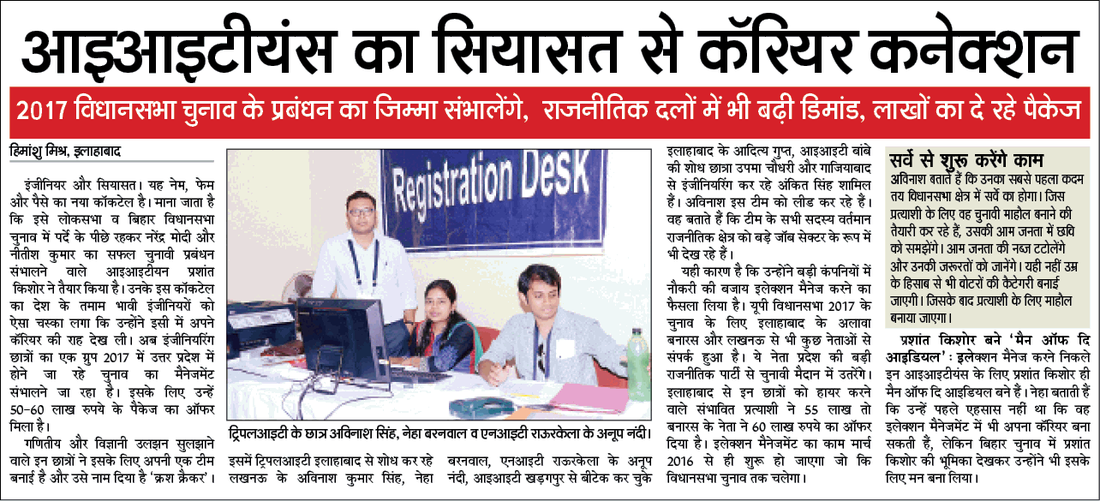 आइआइटीयंस का सियासत से कॅरियर कनेक्शन
2017 विधानसभा चुनाव के प्रबंधन का जिम्मा संभालेंगे, राजनीतिक दलों में भी बढ़ी डिमांड, लाखों का दे रहे पैकेज
हिमांशु मिश्र, इलाहाबाद
इंजीनियर और सियासत। यह नेम, फेम
और पैसे का नया कॉकटेल है। माना जाता है
कि इसे लोकसभा व बिहार विधानसभा
चुनाव में पर्दे के पीछे रहकर नरेंद्र मोदी और
नीतीश कुमार का सफल चुनावी प्रबंधन
संभालने वाले आइआइटीयन प्रशांत
किशोर ने तैयार किया है। उनके इस कॉकटेल
का देश के तमाम भावी इंजीनियरों को
ऐसा चस्का लगा कि उन्होंने इसी में अपने
कॅरियर की राह देख ली। अब इंजीनियरिंग
छात्रों का एक ग्रुप 2017 में उत्तर प्रदेश में
होने जा रहे चुनाव का मैनेजमेंट
संभालने जा रहा है। इसके लिए उन्हें
50-60 लाख रुपये के पैकेज का ऑफर
मिला है।
गणितीय और विज्ञानी उलझन सुलझाने
वाले इन छात्रों ने इसके लिए अपनी एक टीम
बनाई है और उसे नाम दिया है ‘क्रश क्रैकर’।
Registration Desk
ट्रिपलआइटी के छात्र अविनाश सिंह, नेहा बरनवाल व एनआइटी राऊरकेला के अनूप नंदी।
इसमें ट्रिपलआइटी इलाहाबाद से शोध कर रहे
लखनऊ के अविनाश कुमार सिंह, नेहा
बरनवाल, एनआइटी राऊरकेला के अनूप
नंदी, आइआइटी खड़गपुर से बीटेक कर चुके
इलाहाबाद के आदित्य गुप्त, आइआइटी बांबे
की शोध छात्रा उपमा चौधरी और गाजियाबाद
से इंजीनियरिंग कर रहे अंकित सिंह शामिल
हैं। अविनाश इस टीम को लीड कर रहे हैं।
वह बताते हैं कि टीम के सभी सदस्य वर्तमान
राजनीतिक क्षेत्र को बड़े जॉब सेक्टर के रूप में
भी देख रहे हैं।
यही कारण है कि उन्होंने बड़ी कंपनियों में
नौकरी की बजाय इलेक्शन मैनेज करने का
फैसला लिया है। यूपी विधानसभा 2017 के
चुनाव के लिए इलाहाबाद के अलावा
बनारस और लखनऊ से भी कुछ नेताओं से
संपर्क हुआ है। ये नेता प्रदेश की बड़ी
राजनीतिक पार्टी से चुनावी मैदान में उतरेंगे।
इलाहाबाद से इन छात्रों को हायर करने
वाले संभावित प्रत्याशी ने 55 लाख तो
बनारस के नेता ने 60 लाख रुपये का ऑफर
दिया है। इलेक्शन मैनेजमेंट का काम मार्च
2016 से ही शुरू हो जाएगा जो कि
विधानसभा चुनाव तक चलेगा।
सर्वे से शुरू करेंगे काम
अविनाश बताते हैं कि उनका सबसे पहला कदम
तय विधानसभा क्षेत्र में सर्वे का होगा। जिस
प्रत्याशी के लिए वह चुनावी माहौल बनाने की
तैयारी कर रहे हैं, उसकी आम जनता में छवि
को समझेंगे। आम जनता की नब्ज टटोलेंगे
और उनकी जरूरतों को जानेंगे। यही नहीं उम्र
के हिसाब से भी वोटरों की कैटेगरी बनाई
जाएगी। जिसके बाद प्रत्याशी के लिए माहौल
बनाया जाएगा।
प्रशांत किशोर बने ‘मैन ऑफ दि
आइडियल’ : इलेक्शन मैनेज करने निकले
इन आइआइटीयंस के लिए प्रशांत किशोर ही
मैन ऑफ दि आइडियल बने हैं। नेहा बताती हैं
कि उन्हें पहले एहसास नहीं था कि वह
इलेक्शन मैनेजमेंट में भी अपना कॅरियर बना
सकती हैं, लेकिन बिहार चुनाव में प्रशांत
किशोर की भूमिका देखकर उन्होंने भी इसके
लिए मन बना लिया।